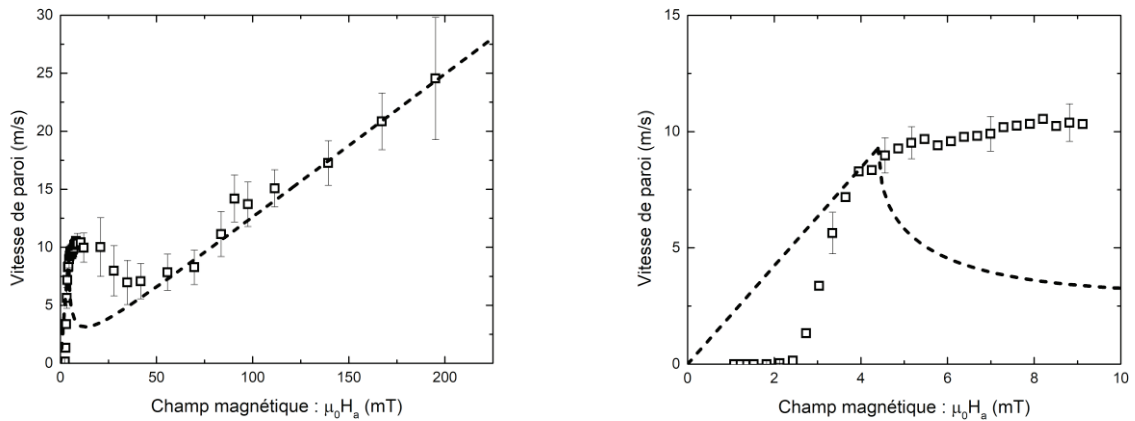 30
25
20
15
10
5
0
Vitesse de paroi (m/s)
0 50 100 150 200
Champ magnétique : μ₀Hₐ (mT)
15
10
5
0
Vitesse de paroi (m/s)
0 2 4 6 8 10
Champ magnétique : μ₀Hₐ (mT)